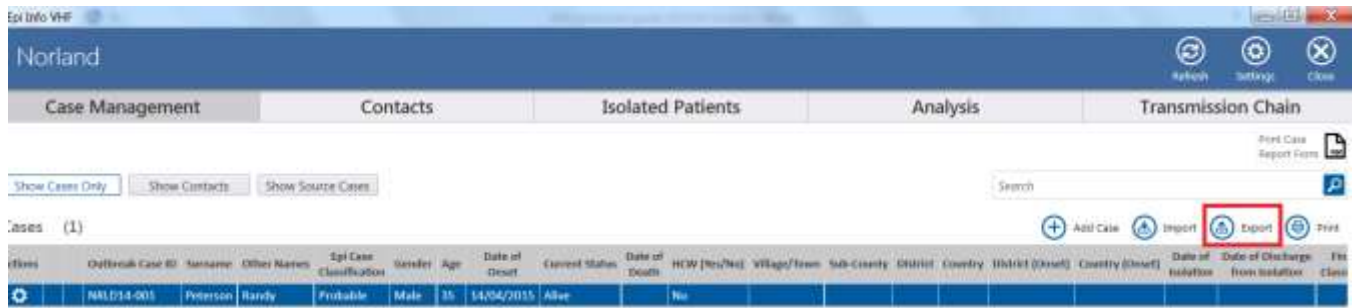 Epi Info VHF
Norland
Refresh Settings Close
Case Management Contacts Isolated Patients Analysis Transmission Chain
Print Case
Report Form
Show Cases Only Show Contacts Show Source Cases Search
Cases (1) Add Case Import Export Print
Outbreak Case ID Surname Other Names Epi Case Classification Gender Age Date of Onset Current Status Date of Death HCW [Yes/No] Village/Town Sub-County District Country District (Onset) Country (Onset) Date of Isolation Date of Discharge from Isolation
NRLD14-001 Peterson Randy Probable Male 35 14/04/2015 Alive No